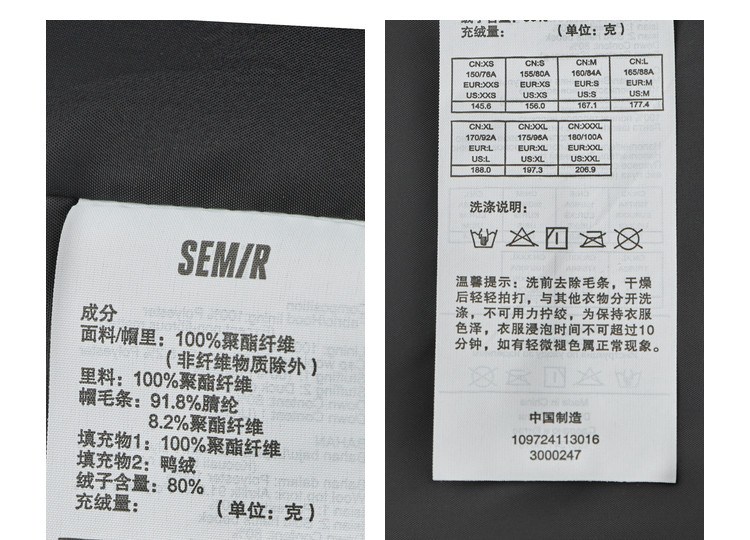 SEMIR
成分
面料/帽里：100%聚酯纤维
（非纤维物质除外）
里料：100%聚酯纤维
帽毛条：91.8%腈纶
8.2%聚酯纤维
填充物1：100%聚酯纤维
填充物2：鸭绒
绒子含量：80%
充绒量： （单位：克）
充绒量： （单位：克）
CN:XS CN:S CN:M CN:L
150/76A 155/80A 160/84A 165/88A
EUR:XXS EUR:XS EUR:S EUR:M
US:XXS US:XS US:S US:M
145.6 156.0 167.1 177.4
CN:XL CN:XXL CN:XXXL
170/92A 175/96A 180/100A
EUR:L EUR:XL EUR:XXL
US:L US:XL US:XXL
188.0 197.3 206.9
洗涤说明：
温馨提示：洗前去除毛条，干燥
后轻轻拍打，与其他衣物分开洗
涤，不可用力拧绞，为保持衣服
色泽，衣服浸泡时间不可超过10
分钟，如有轻微褪色属正常现象。
中国制造
109724113016
3000247